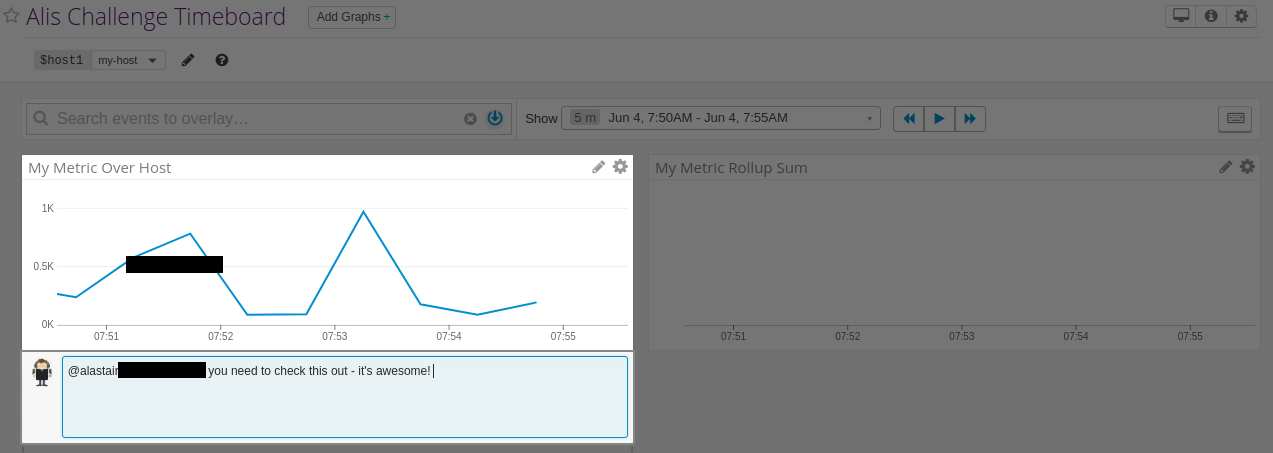 Alis Challenge Timeboard
Add Graphs +
$host1 my-host
Search events to overlay...
Show 5 m Jun 4, 7:50AM - Jun 4, 7:55AM
My Metric Over Host
1K
0.5K
0K
07:51 07:52 07:53 07:54 07:55
@alastair you need to check this out - it's awesome!
My Metric Rollup Sum
07:51 07:52 07:53 07:54 07:55